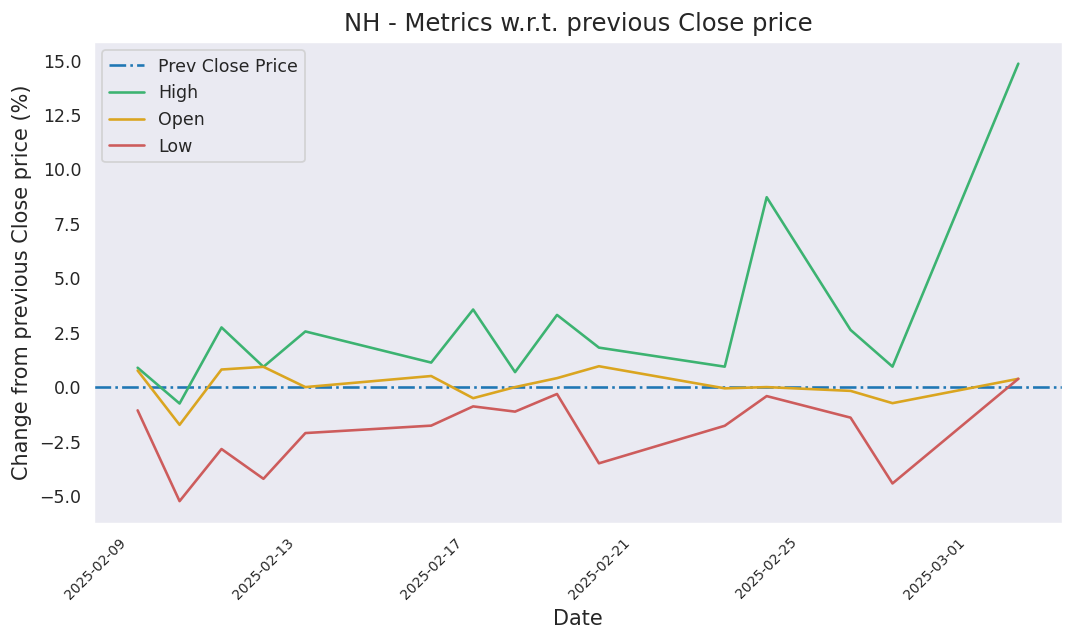 NH - Metrics w.r.t. previous Close price
Change from previous Close price (%)
15.0
12.5
10.0
7.5
5.0
2.5
0.0
−2.5
−5.0
Prev Close Price
High
Open
Low
2025-02-09
2025-02-13
2025-02-17
2025-02-21
2025-02-25
2025-03-01
Date